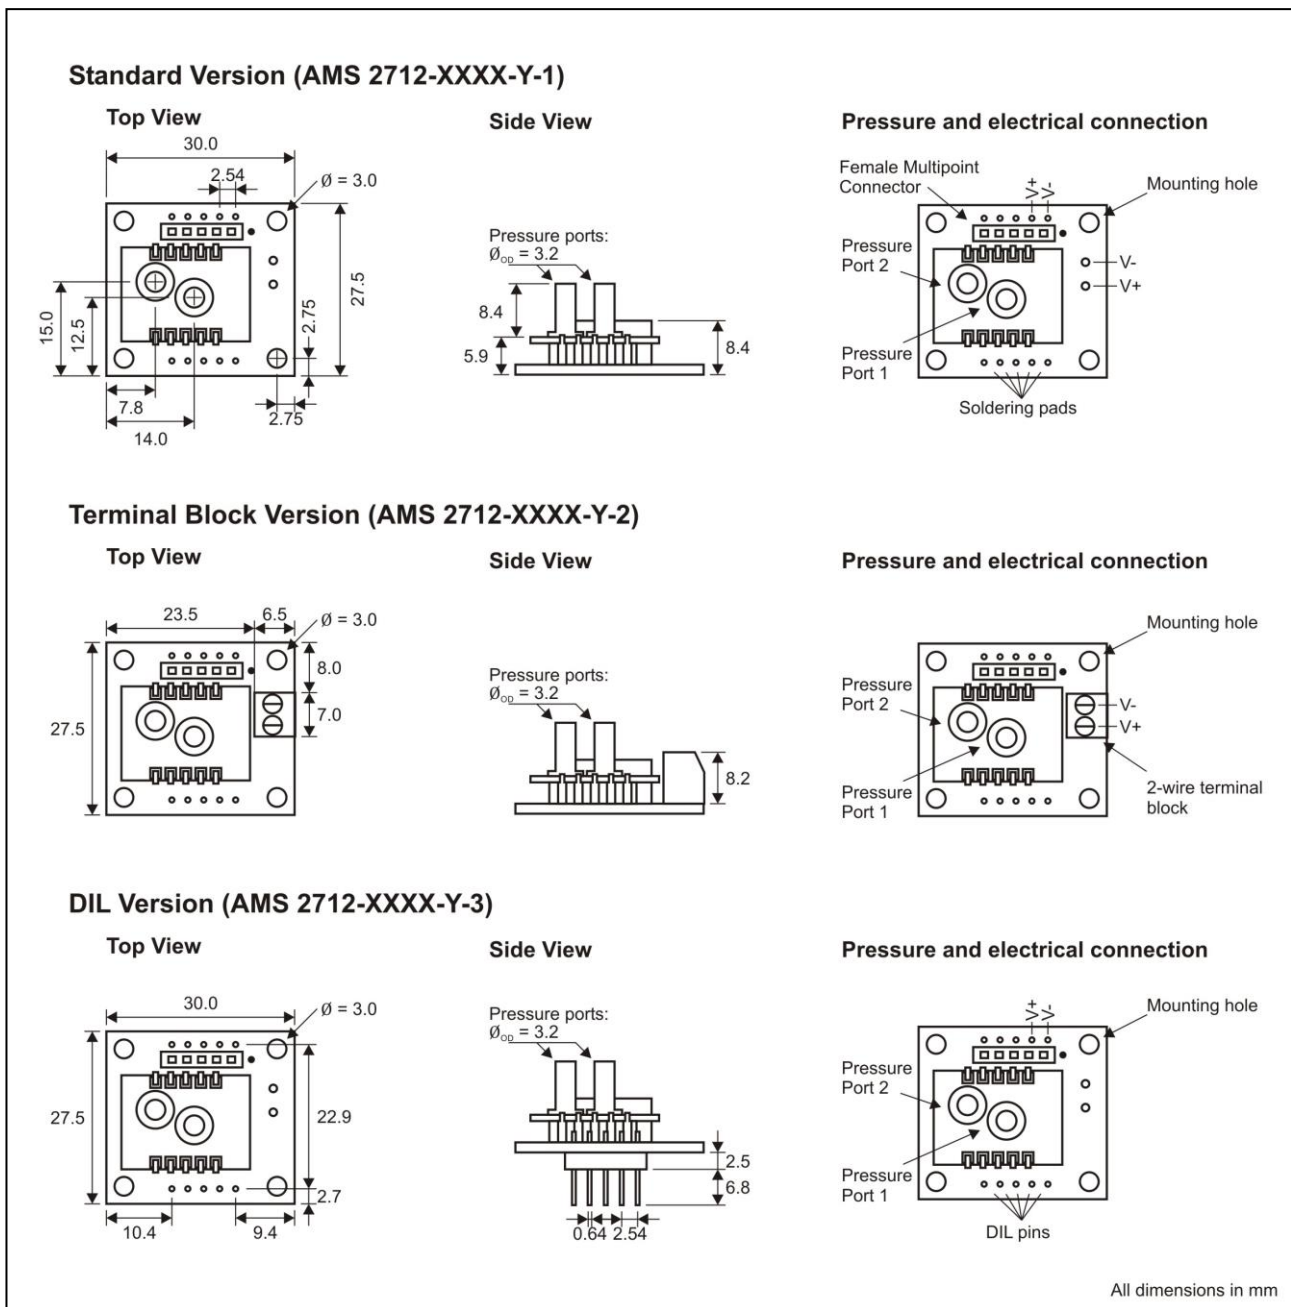 Standard Version (AMS 2712-XXXX-Y-1)
Top View
Side View
Pressure and electrical connection
30.0
2.54
Ø = 3.0
27.5
2.75
15.0
12.5
7.8
14.0
2.75
Pressure ports:
ØOD = 3.2
8.4
5.9
8.4
Female Multipoint
Connector
V+
V-
Mounting hole
Pressure
Port 2
V-
V+
Pressure
Port 1
Soldering pads
Terminal Block Version (AMS 2712-XXXX-Y-2)
Top View
Side View
Pressure and electrical connection
23.5
6.5
Ø = 3.0
8.0
7.0
27.5
Pressure ports:
ØOD = 3.2
8.2
Mounting hole
Pressure
Port 2
V-
V+
Pressure
Port 1
2-wire terminal
block
DIL Version (AMS 2712-XXXX-Y-3)
Top View
Side View
Pressure and electrical connection
30.0
Ø = 3.0
27.5
22.9
2.7
10.4
9.4
Pressure ports:
ØOD = 3.2
2.5
6.8
0.64 2.54
V+
V-
Mounting hole
Pressure
Port 2
Pressure
Port 1
DIL pins
All dimensions in mm